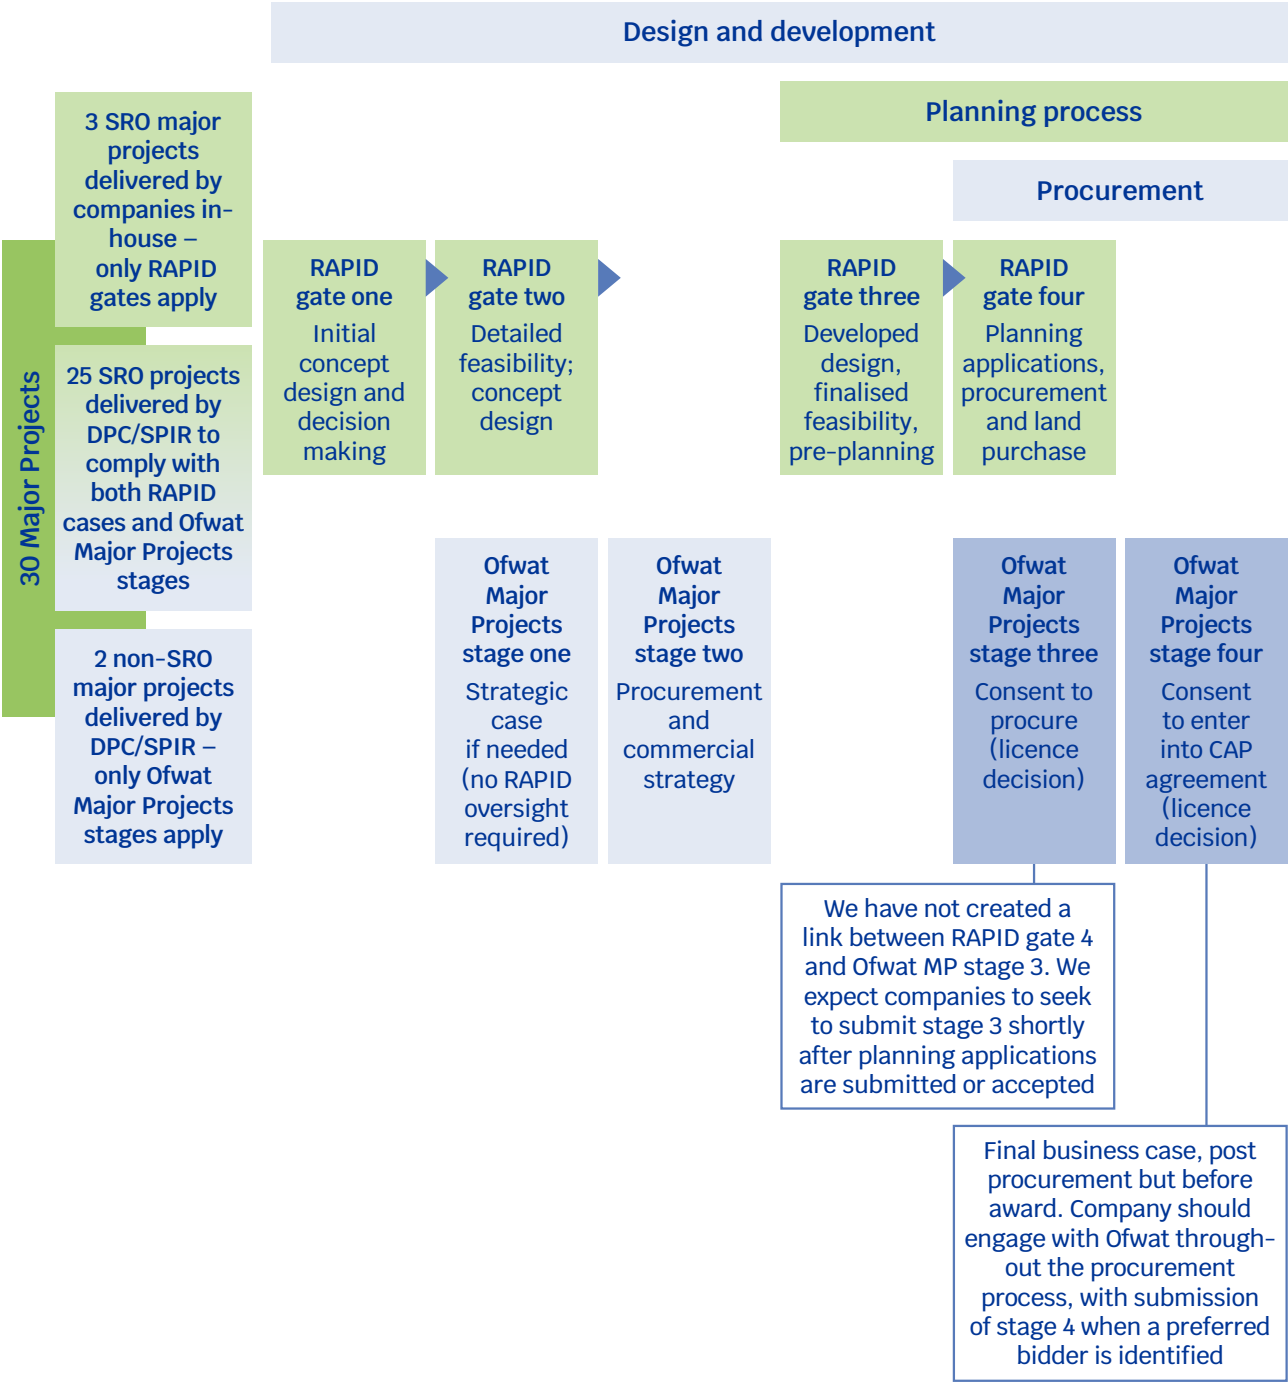 Design and development
Planning process
Procurement
30 Major Projects
3 SRO major
projects
delivered by
companies in-
house –
only RAPID
gates apply
25 SRO projects
delivered by
DPC/SPIR to
comply with
both RAPID
cases and Ofwat
Major Projects
stages
2 non-SRO
major projects
delivered by
DPC/SPIR –
only Ofwat
Major Projects
stages apply
RAPID
gate one
Initial
concept
design and
decision
making
RAPID
gate two
Detailed
feasibility;
concept
design
RAPID
gate three
Developed
design,
finalised
feasibility,
pre-planning
RAPID
gate four
Planning
applications,
procurement
and land
purchase
Ofwat
Major
Projects
stage one
Strategic
case
if needed
(no RAPID
oversight
required)
Ofwat
Major
Projects
stage two
Procurement
and
commercial
strategy
Ofwat
Major
Projects
stage three
Consent to
procure
(licence
decision)
Ofwat
Major
Projects
stage four
Consent
to enter
into CAP
agreement
(licence
decision)
We have not created a
link between RAPID gate 4
and Ofwat MP stage 3. We
expect companies to seek
to submit stage 3 shortly
after planning applications
are submitted or accepted
Final business case, post
procurement but before
award. Company should
engage with Ofwat through-
out the procurement
process, with submission
of stage 4 when a preferred
bidder is identified